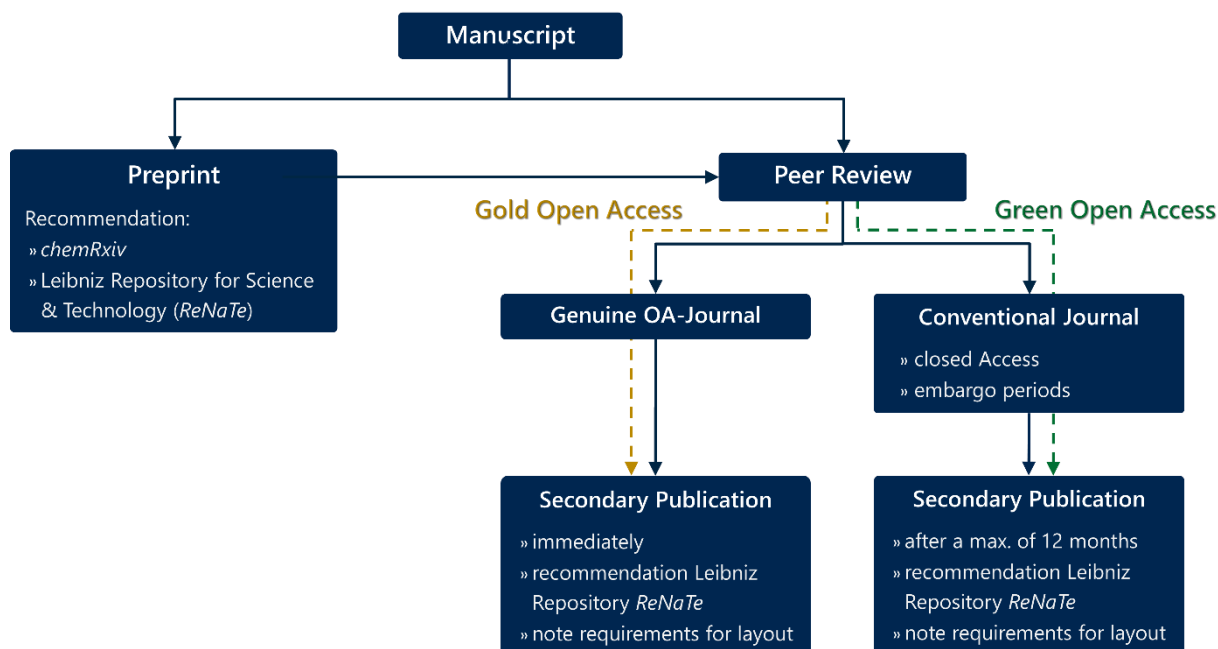 Manuscript
Preprint
Recommendation:
» chemRxiv
» Leibniz Repository for Science
& Technology (ReNaTe)
Peer Review
Gold Open Access
Green Open Access
Genuine OA-Journal
Conventional Journal
» closed Access
» embargo periods
Secondary Publication
» immediately
» recommendation Leibniz
Repository ReNaTe
» note requirements for layout
Secondary Publication
» after a max. of 12 months
» recommendation Leibniz
Repository ReNaTe
» note requirements for layout